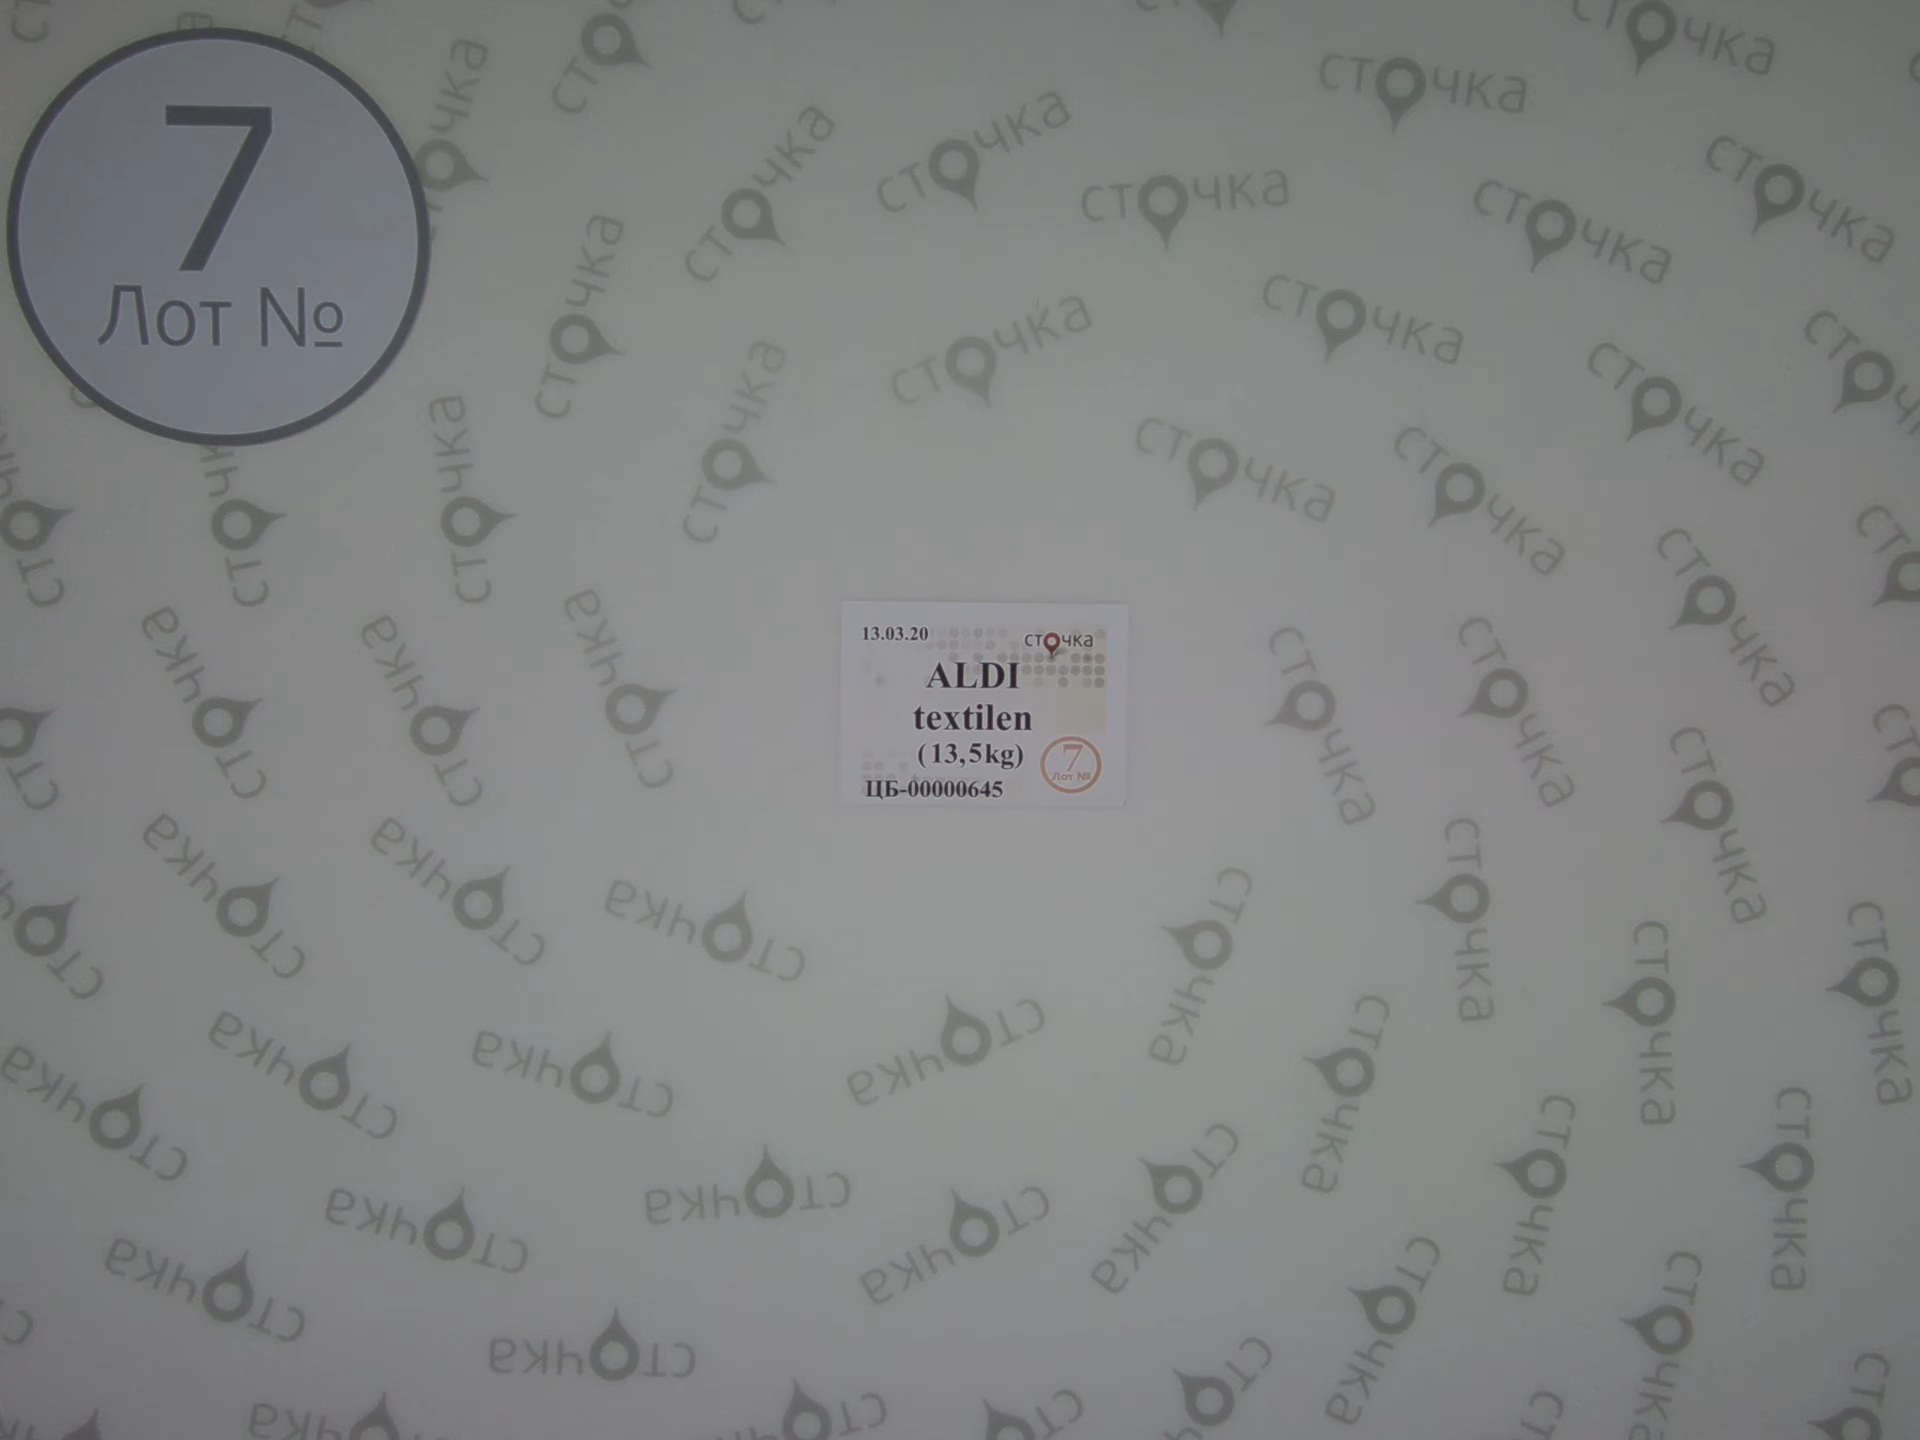 7
Лот №
13.03.20
сточка
ALDI
textilen
(13,5kg)
7
Лот №
ЦБ-00000645
сточка